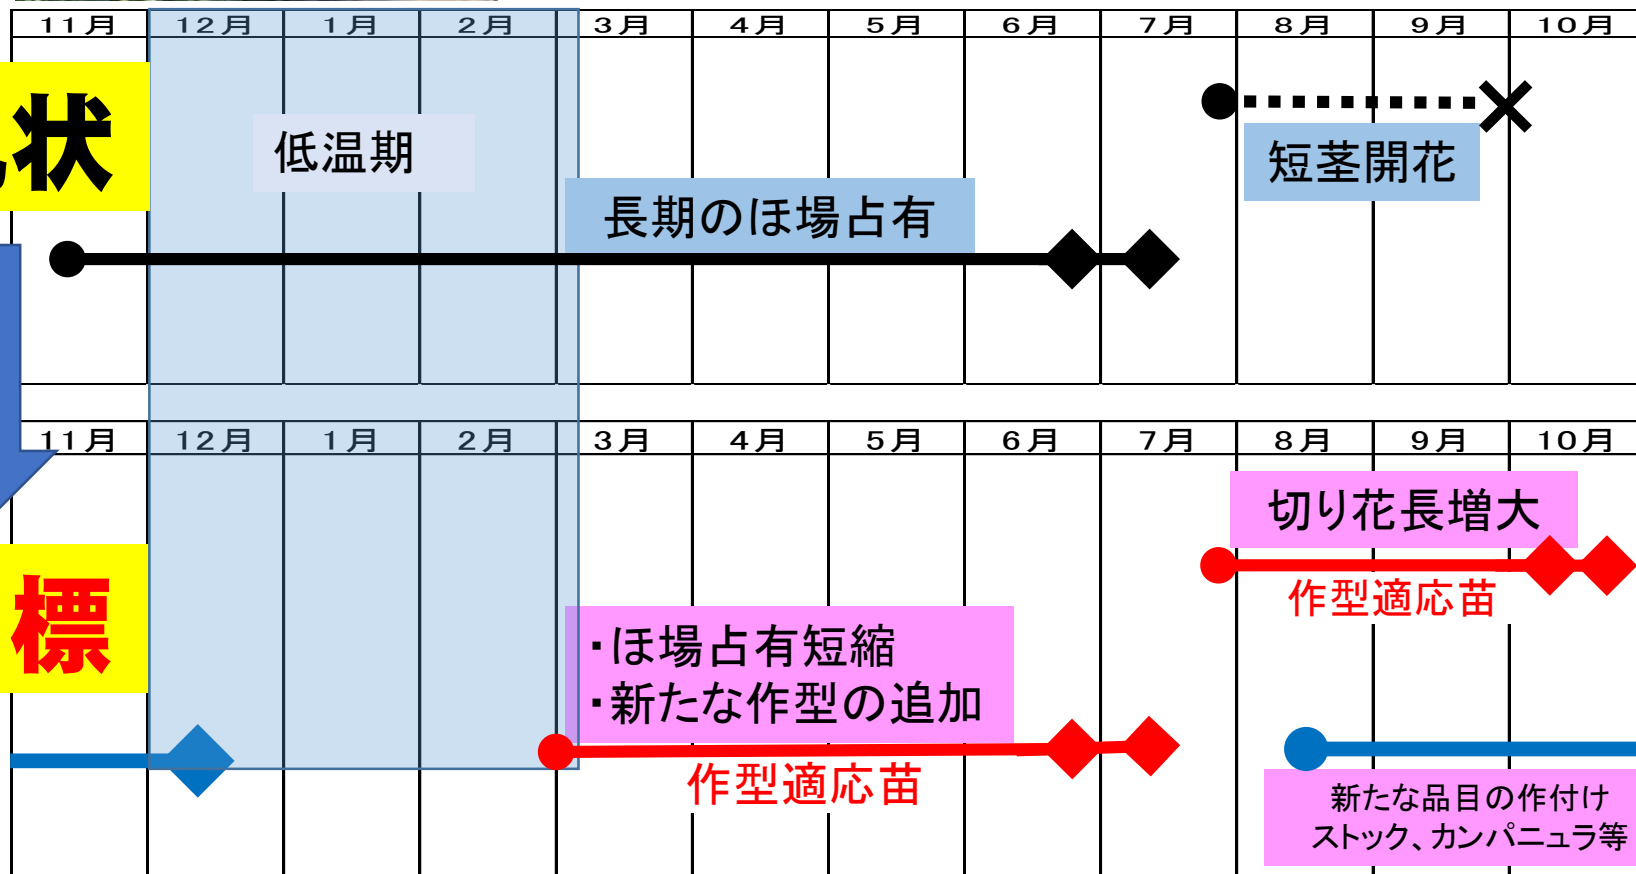 11月 12月 1月 2月 3月 4月 5月 6月 7月 8月 9月 10月
状
低温期
短茎開花
長期のほ場占有
11月 12月 1月 2月 3月 4月 5月 6月 7月 8月 9月 10月
切り花長増大
標
作型適応苗
・ほ場占有短縮
・新たな作型の追加
作型適応苗
新たな品目の作付け
ストック、カンパニュラ等